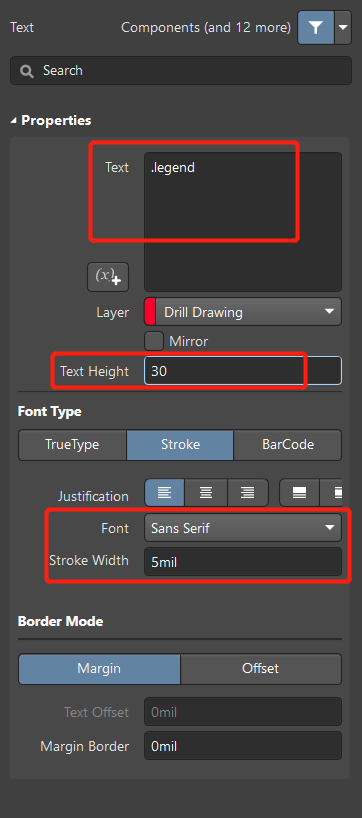 Text Components (and 12 more)
Search
Properties
Text .legend
(x)
Layer Drill Drawing
Mirror
Text Height 30
Font Type
TrueType Stroke BarCode
Justification
Font Sans Serif
Stroke Width 5mil
Border Mode
Margin Offset
Text Offset 0mil
Margin Border 0mil